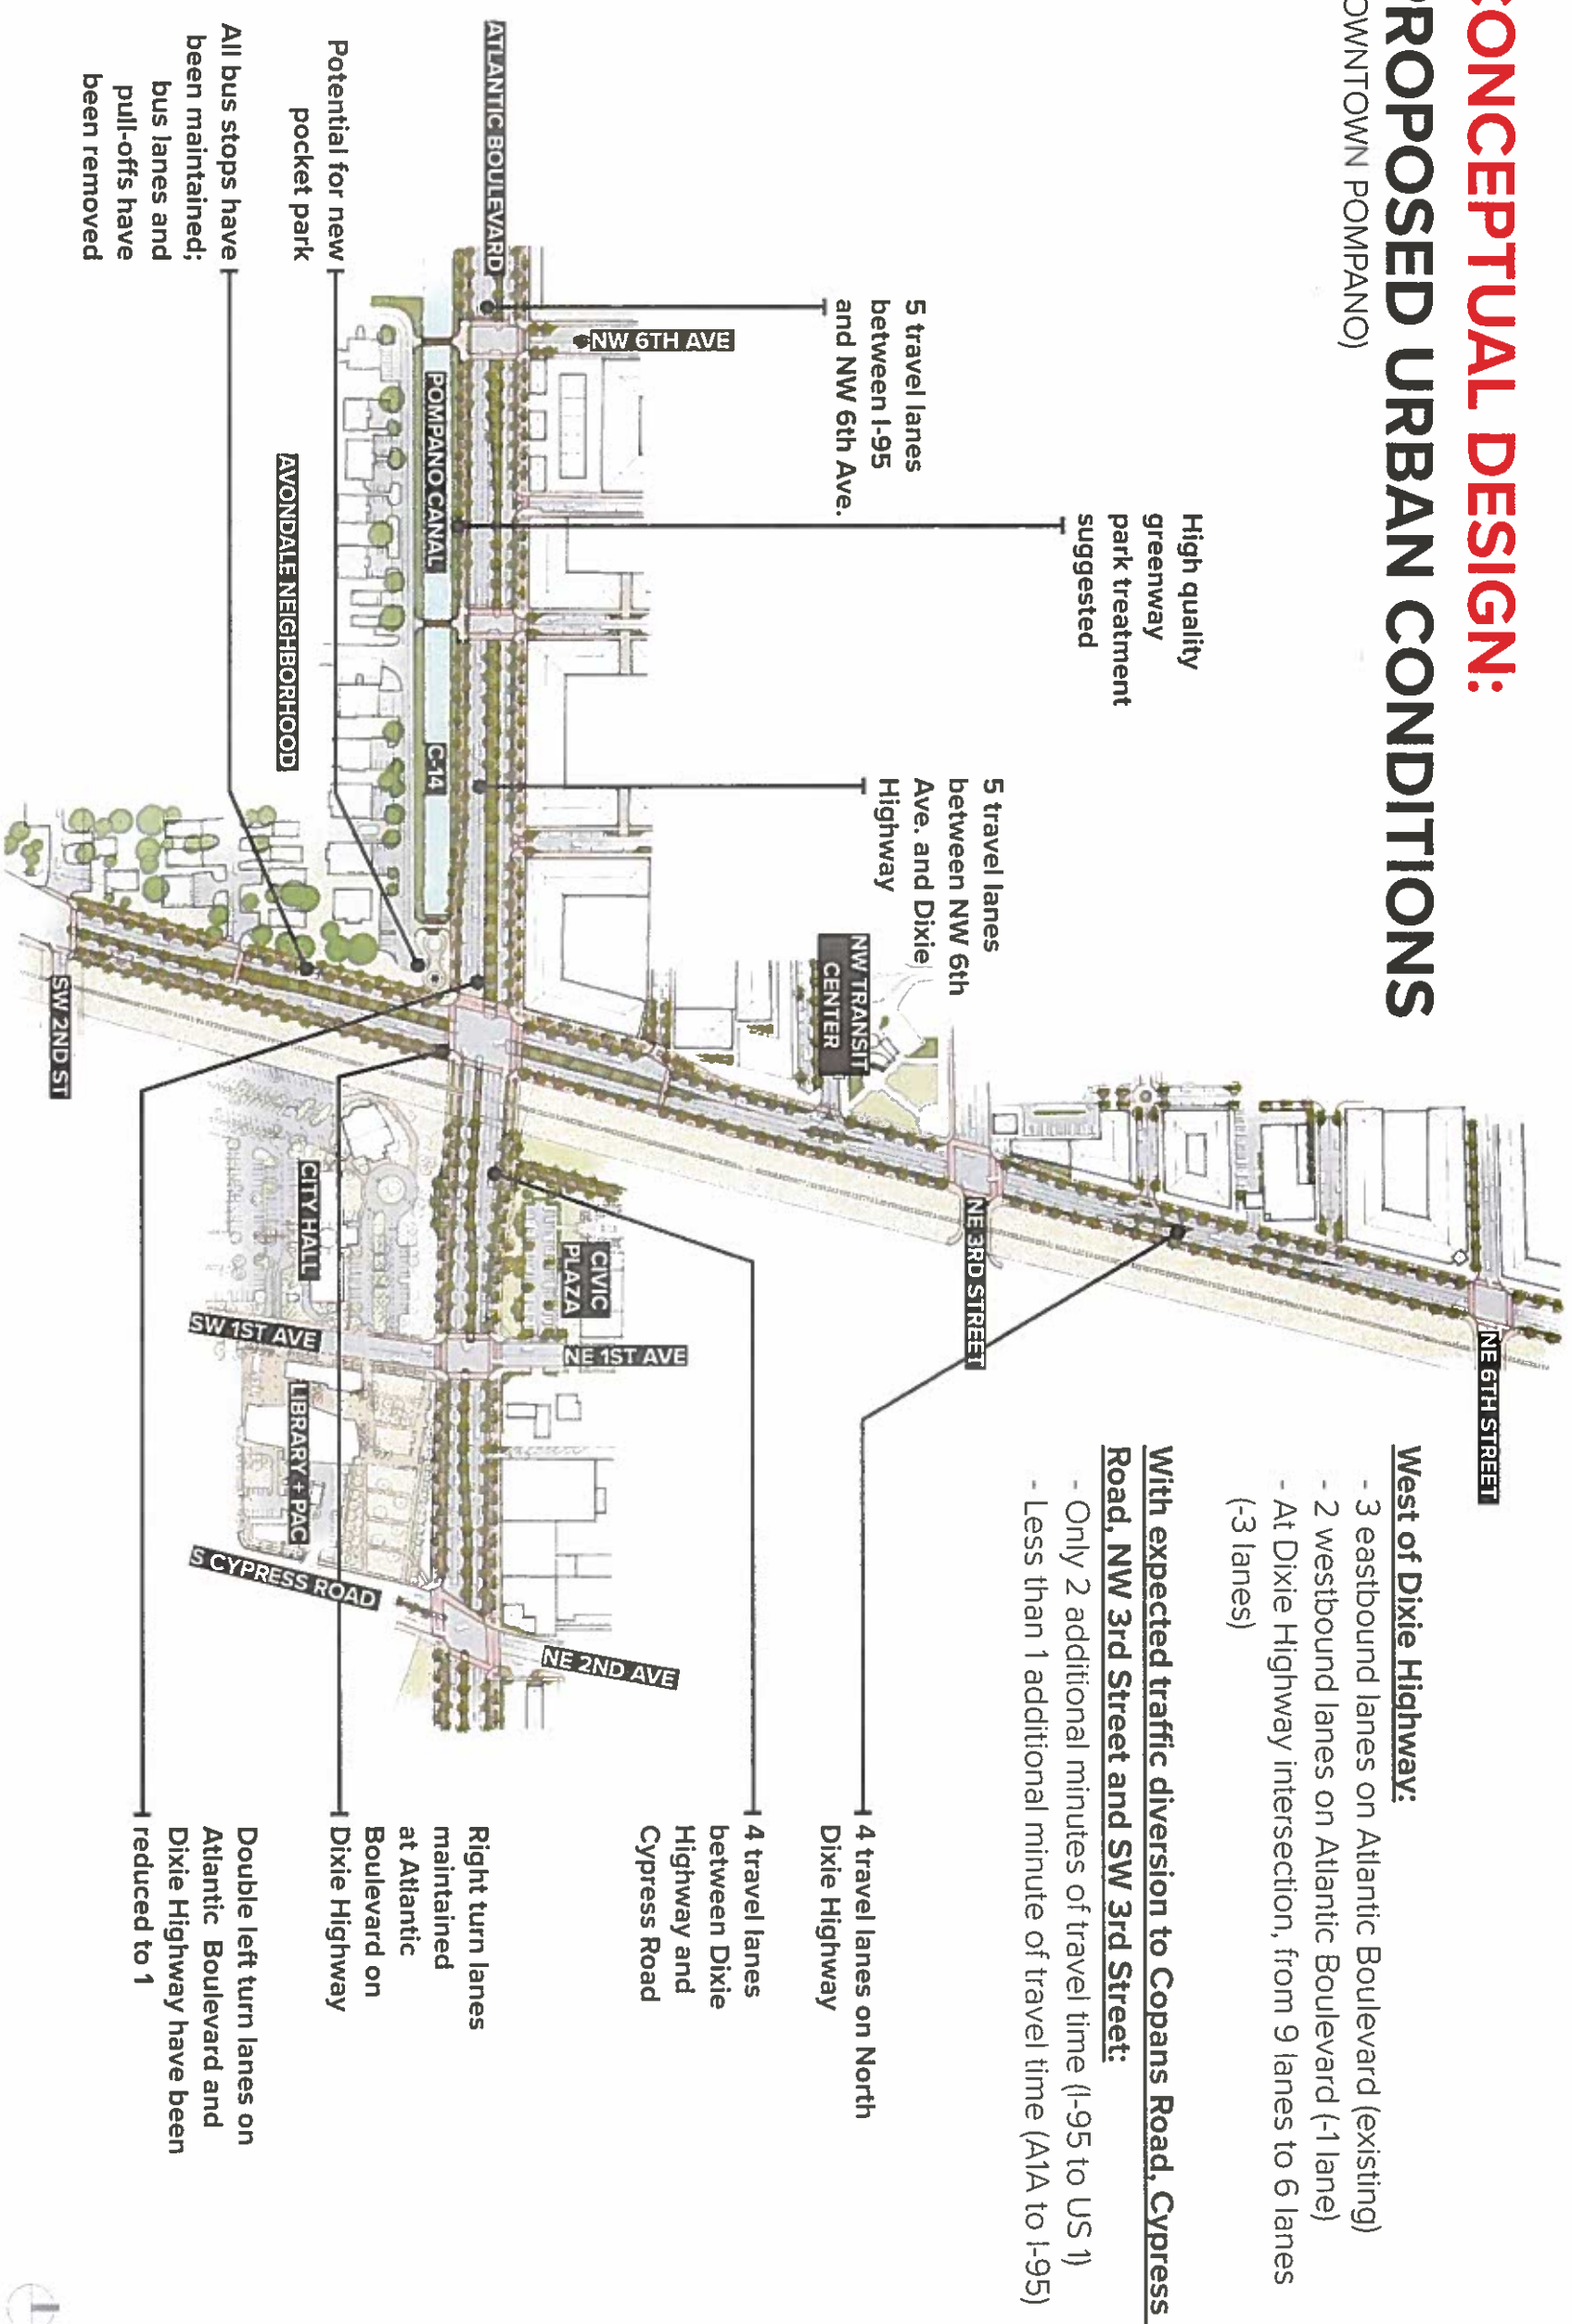 CONCEPTUAL DESIGN:
PROPOSED URBAN CONDITIONS
OWNTOWN POMPANO)
West of Dixie Highway:
- 3 eastbound lanes on Atlantic Boulevard (existing)
- 2 westbound lanes on Atlantic Boulevard (-1 lane)
- At Dixie Highway intersection, from 9 lanes to 6 lanes
(-3 lanes)
With expected traffic diversion to Copans Road, Cypress
Road, NW 3rd Street and SW 3rd Street:
- Only 2 additional minutes of travel time (I-95 to US 1)
- Less than 1 additional minute of travel time (A1A to I-95)
High quality
greenway
park treatment
suggested
5 travel lanes
between I-95
and NW 6th Ave.
5 travel lanes
between NW 6th
Ave. and Dixie
Highway
NE 6TH STREET
NE 3RD STREET
NW TRANSIT
CENTER
NW 6TH AVE
ATLANTIC BOULEVARD
POMPANO CANAL
C-14
AVONDALE NEIGHBORHOOD
CIVIC
PLAZA
NE 1ST AVE
NE 2ND AVE
CITY HALL
SW 1ST AVE
LIBRARY + PAC
S CYPRESS ROAD
SW 2ND ST
4 travel lanes on North
Dixie Highway
4 travel lanes
between Dixie
Highway and
Cypress Road
Right turn lanes
maintained
at Atlantic
Boulevard on
Dixie Highway
Double left turn lanes on
Atlantic Boulevard and
Dixie Highway have been
reduced to 1
Potential for new
pocket park
All bus stops have
been maintained;
bus lanes and
pull-offs have
been removed